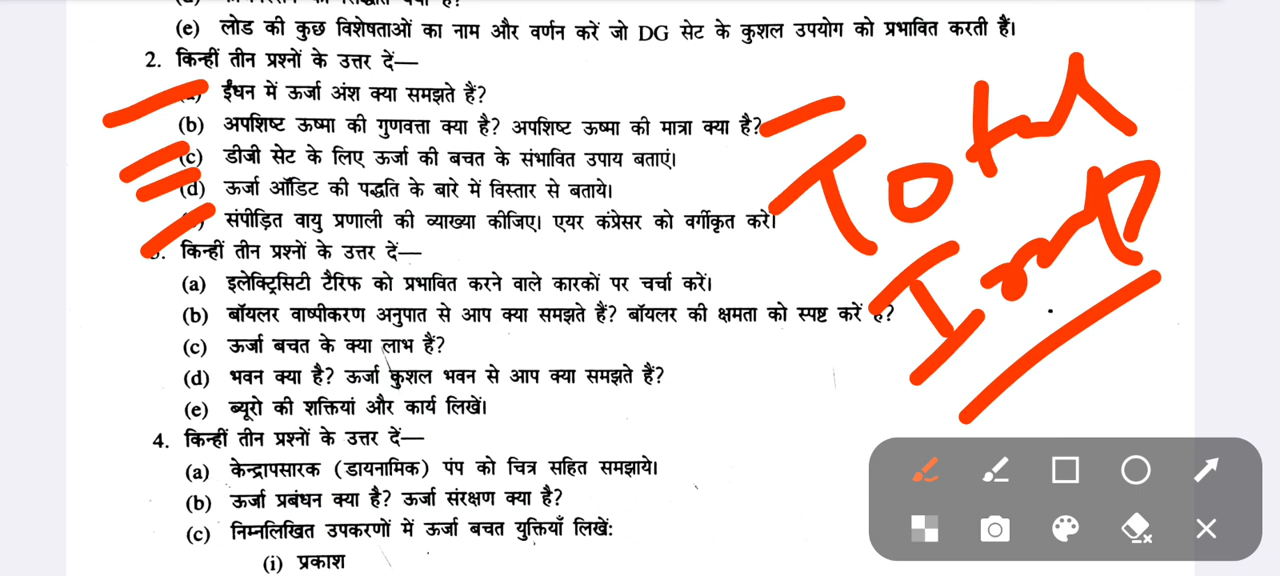 (e) लोड की कुछ विशेषताओं का नाम और वर्णन करें जो DG सेट के कुशल उपयोग को प्रभावित करती हैं।
2. किन्हीं तीन प्रश्नों के उत्तर दें—
ईंधन में ऊर्जा अंश क्या समझते हैं?
(b) अपशिष्ट ऊष्मा की गुणवत्ता क्या है? अपशिष्ट ऊष्मा की मात्रा क्या है?
(c) डीजी सेट के लिए ऊर्जा की बचत के संभावित उपाय बताएं।
(d) ऊर्जा ऑडिट की पद्धति के बारे में विस्तार से बताये।
संपीड़ित वायु प्रणाली की व्याख्या कीजिए। एयर कंप्रेसर को वर्गीकृत करें।
किन्हीं तीन प्रश्नों के उत्तर दें—
(a) इलेक्ट्रिसिटी टैरिफ को प्रभावित करने वाले कारकों पर चर्चा करें।
(b) बॉयलर वाष्पीकरण अनुपात से आप क्या समझते हैं? बॉयलर की क्षमता को स्पष्ट करें है?
(c) ऊर्जा बचत के क्या लाभ हैं?
(d) भवन क्या है? ऊर्जा कुशल भवन से आप क्या समझते हैं?
(e) ब्यूरो की शक्तियां और कार्य लिखें।
4. किन्हीं तीन प्रश्नों के उत्तर दें—
(a) केन्द्रापसारक (डायनामिक) पंप को चित्र सहित समझाये।
(b) ऊर्जा प्रबंधन क्या है? ऊर्जा संरक्षण क्या है?
(c) निम्नलिखित उपकरणों में ऊर्जा बचत युक्तियाँ लिखें:
(i) प्रकाश
Imp